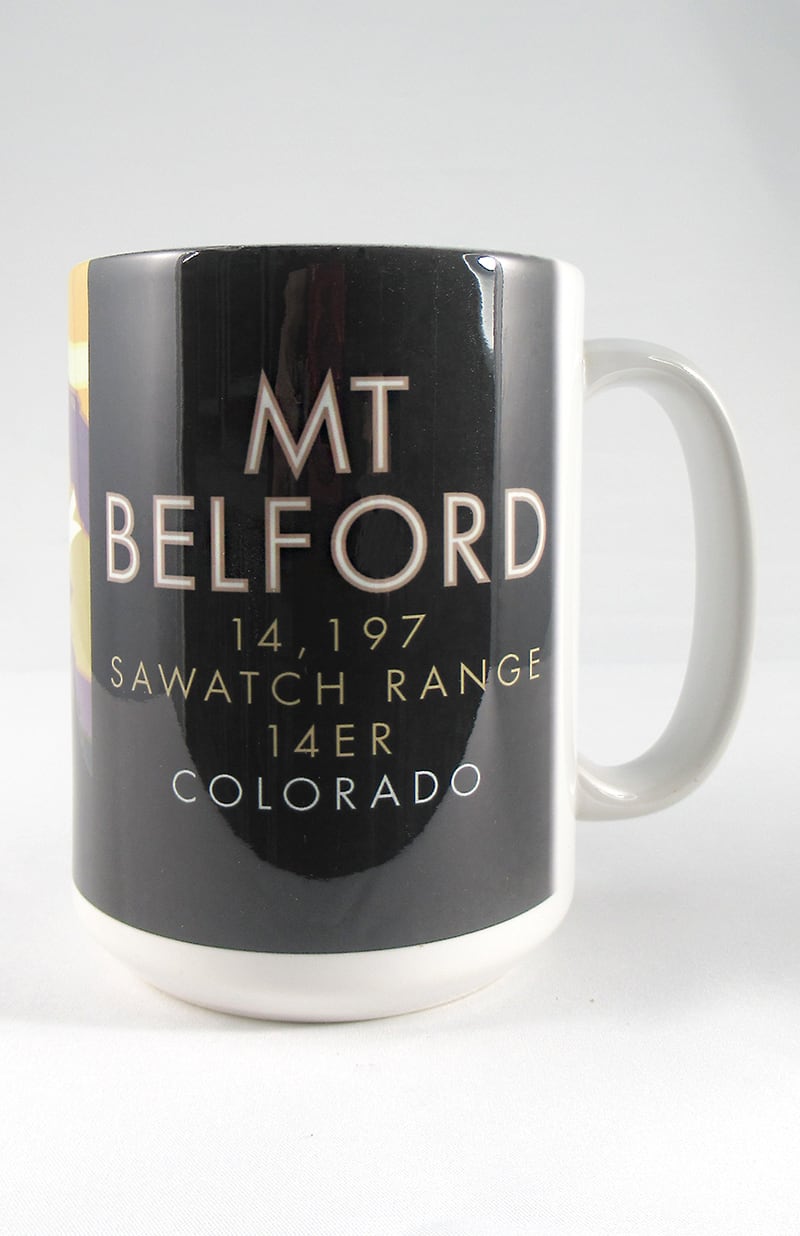 MT
BELFORD
14,197
SAWATCH RANGE
14ER
COLORADO